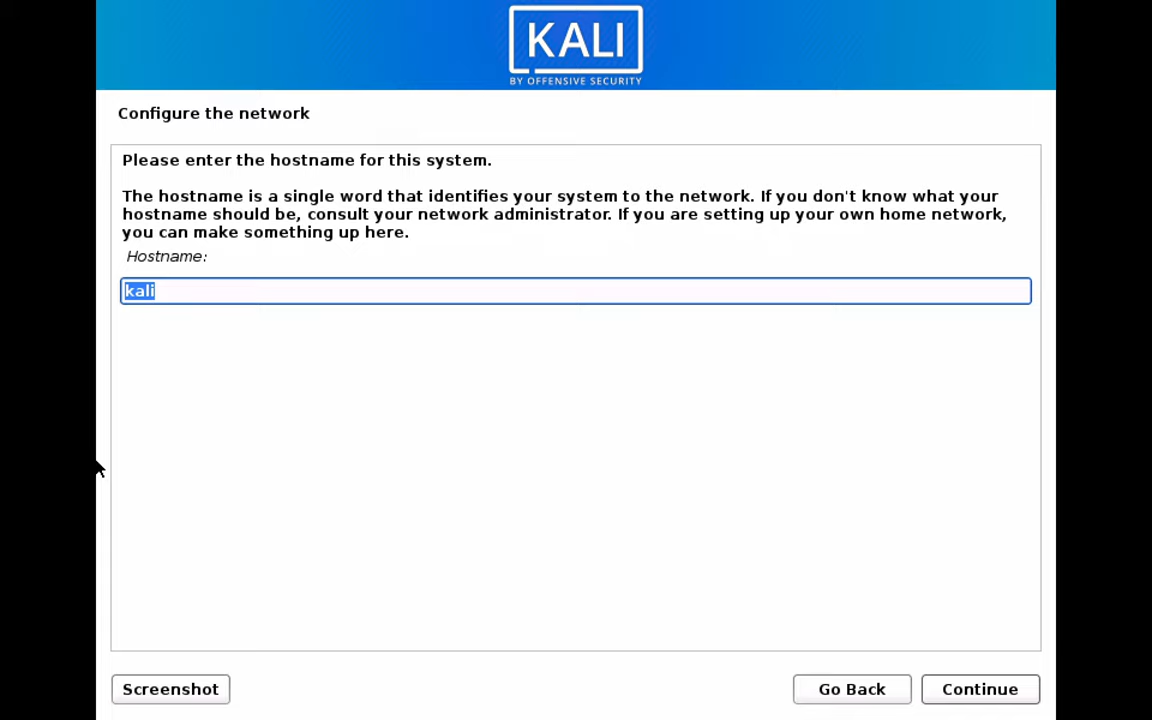 KALI
BY OFFENSIVE SECURITY
Configure the network
Please enter the hostname for this system.
The hostname is a single word that identifies your system to the network. If you don't know what your
hostname should be, consult your network administrator. If you are setting up your own home network,
you can make something up here.
Hostname:
kali
Screenshot
Go Back
Continue